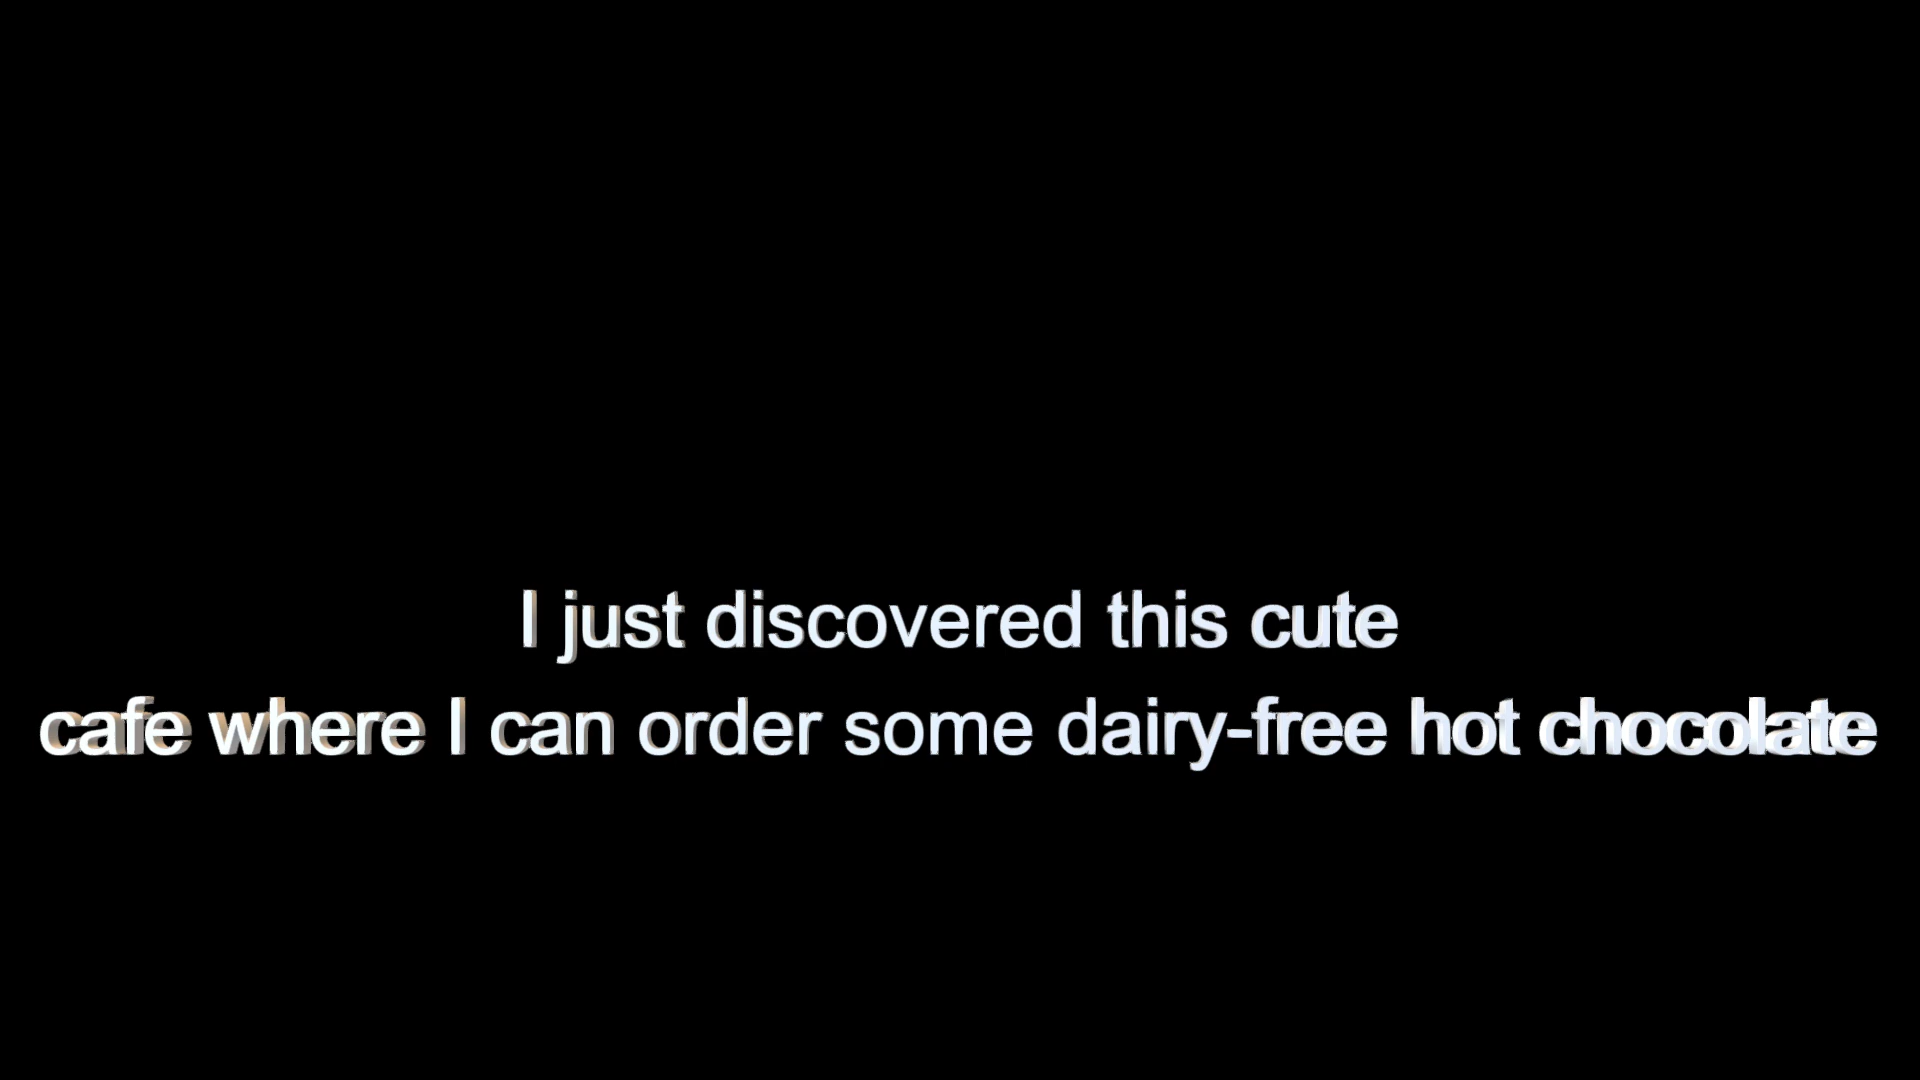 I just discovered this cute
cafe where I can order some dairy-free hot chocolate